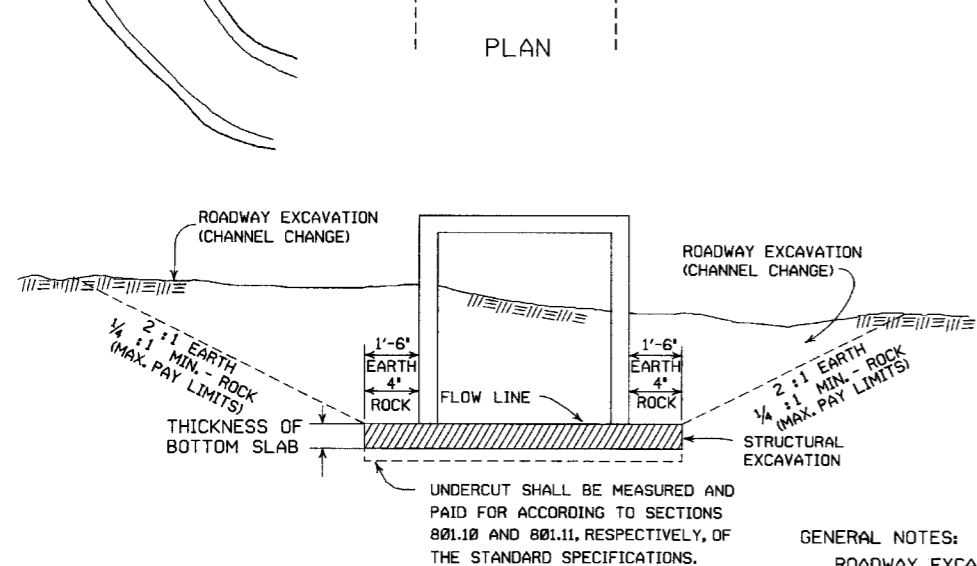 PLAN
ROADWAY EXCAVATION
(CHANNEL CHANGE)
ROADWAY EXCAVATION
(CHANNEL CHANGE)
2 :1 EARTH
1/4 :1 MIN. - ROCK
(MAX. PAY LIMITS)
1'-6"
EARTH
4"
ROCK
FLOW LINE
1'-6"
EARTH
4"
ROCK
2 :1 EARTH
1/4 :1 MIN. - ROCK
(MAX. PAY LIMITS)
THICKNESS OF
BOTTOM SLAB
STRUCTURAL
EXCAVATION
UNDERCUT SHALL BE MEASURED AND
PAID FOR ACCORDING TO SECTIONS
801.10 AND 801.11, RESPECTIVELY, OF
THE STANDARD SPECIFICATIONS.
GENERAL NOTES:
ROADWAY EXCA